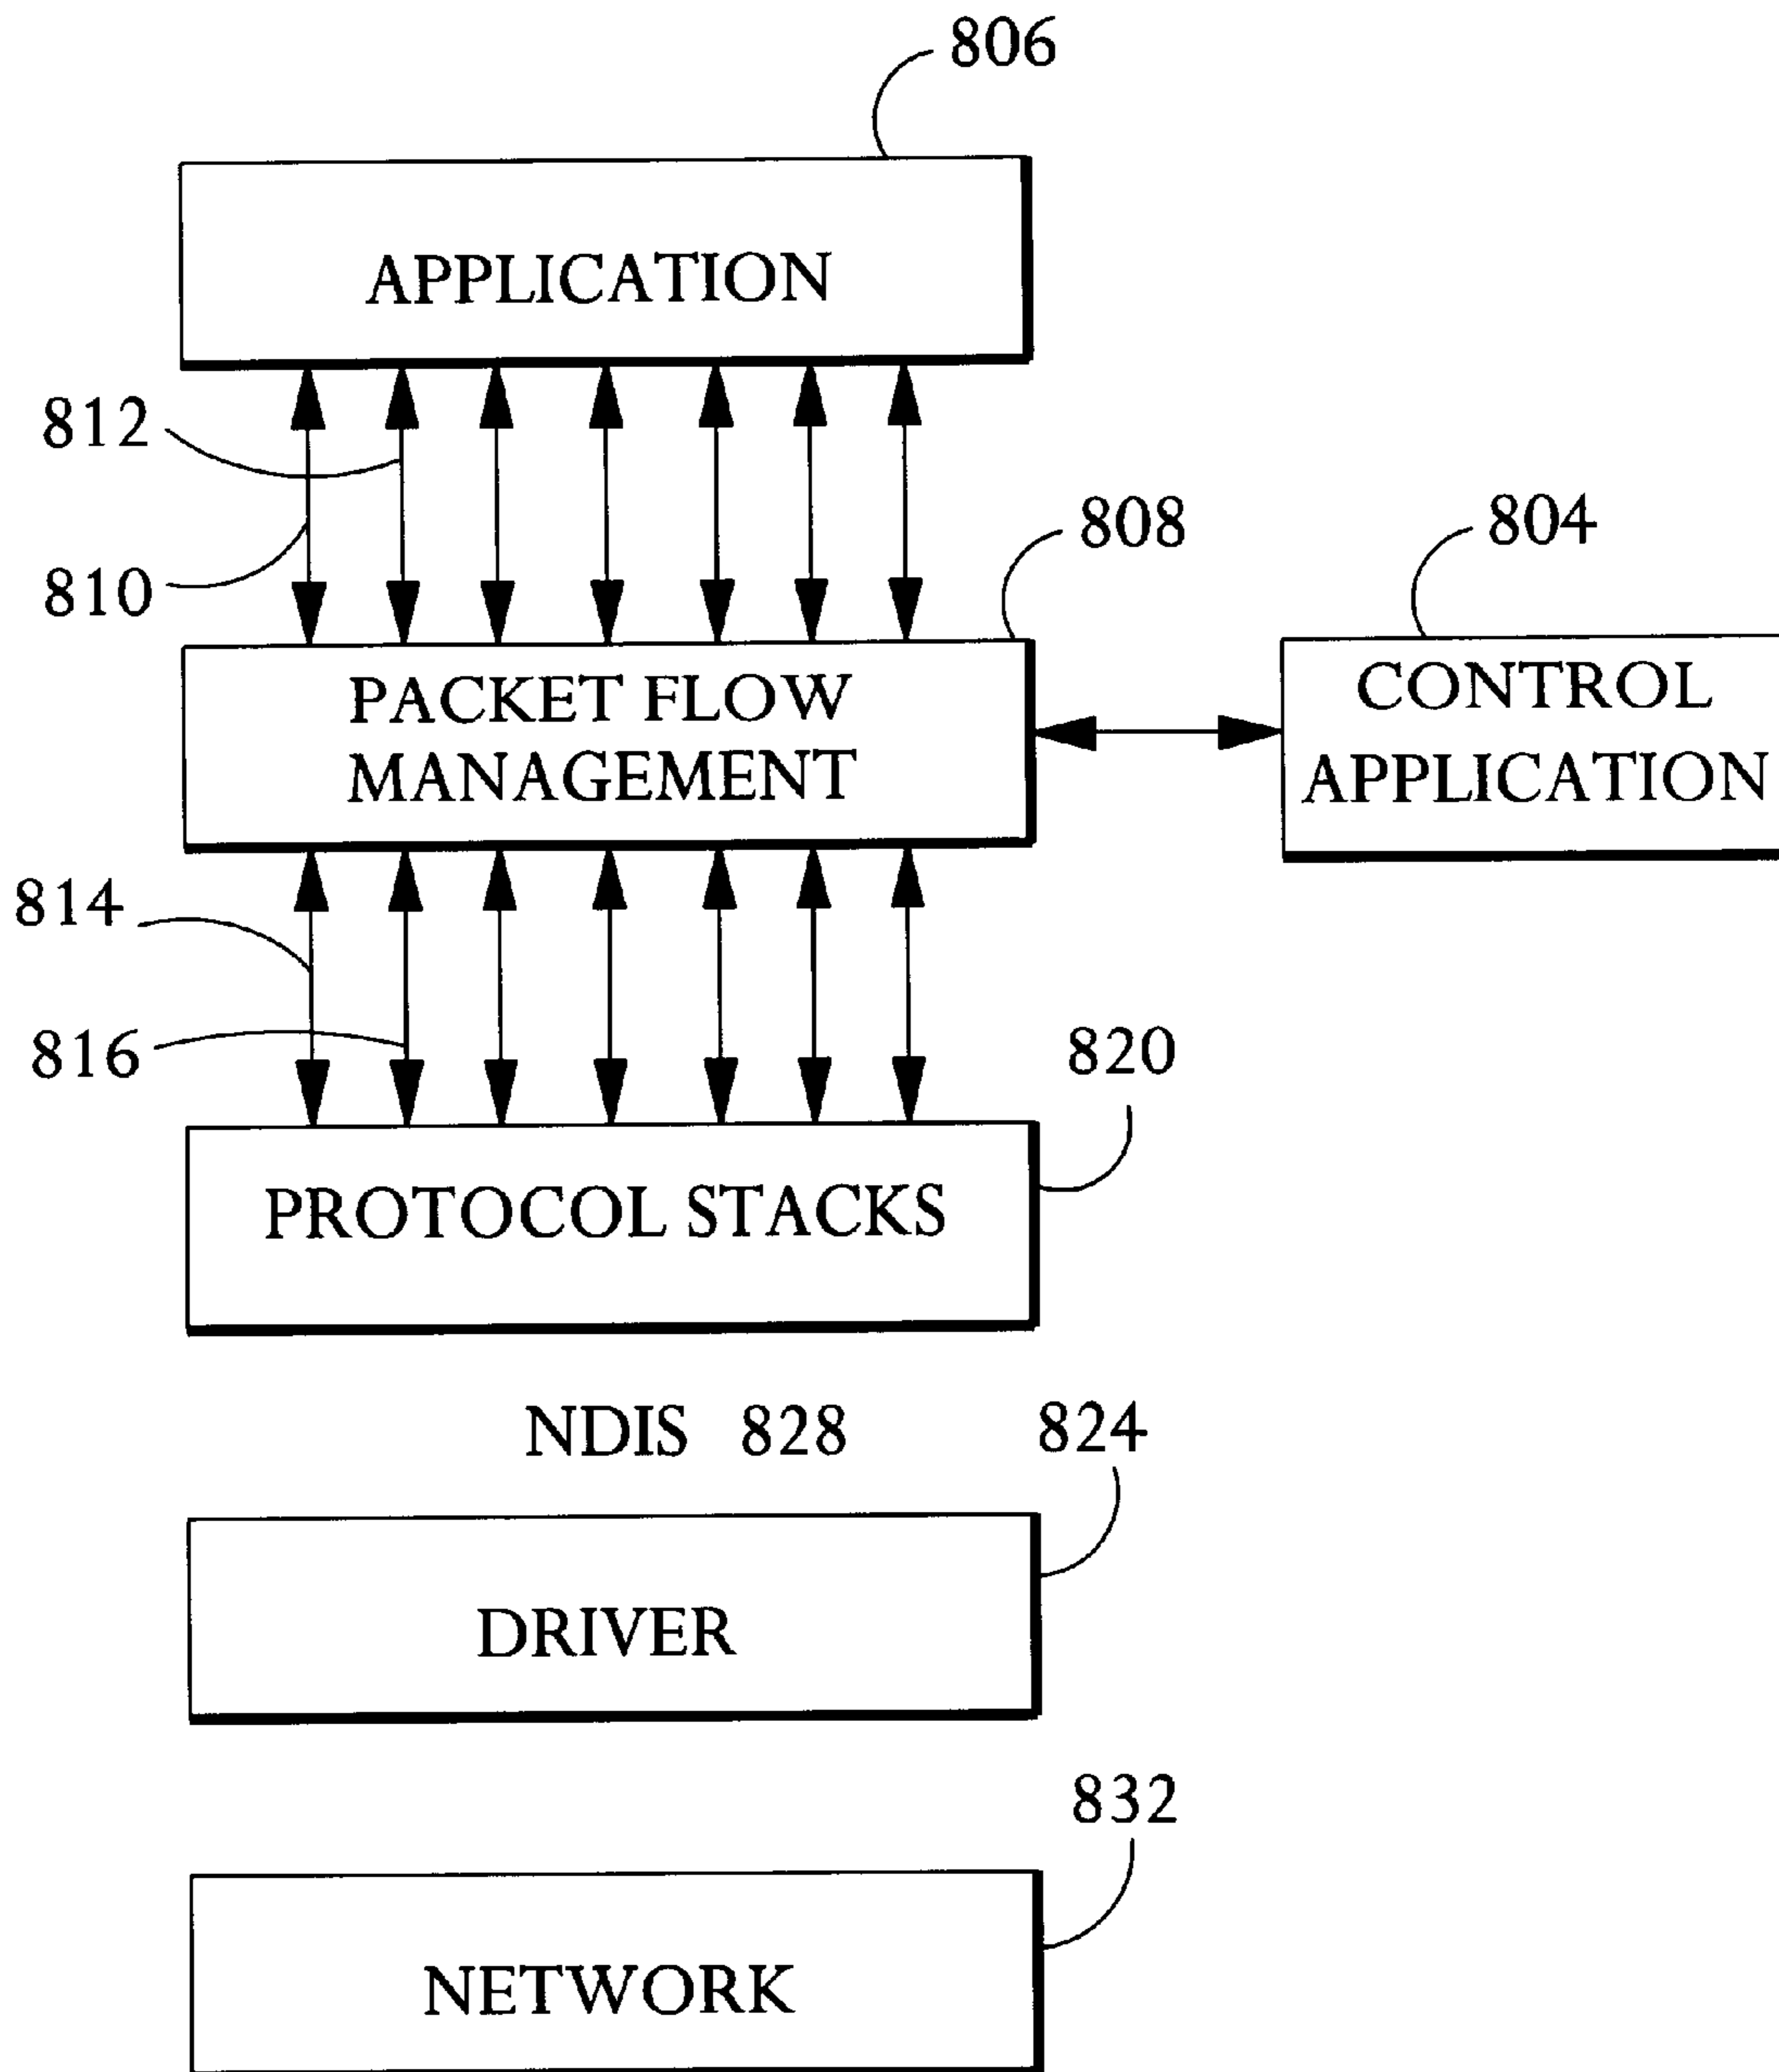 806
APPLICATION
812
810
808
804
PACKET FLOW
MANAGEMENT
CONTROL
APPLICATION
814
816
820
PROTOCOL STACKS
NDIS 828
824
DRIVER
832
NETWORK